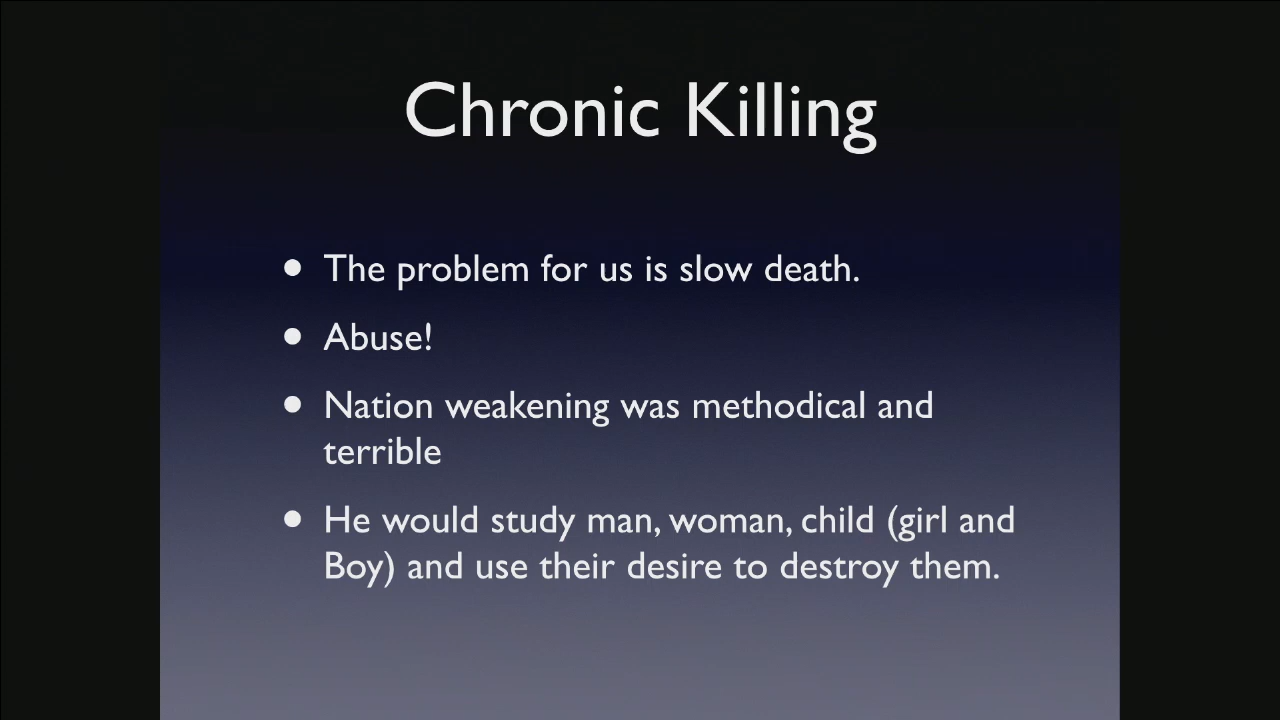 Chronic Killing
• The problem for us is slow death.
• Abuse!
• Nation weakening was methodical and
terrible
• He would study man, woman, child (girl and
Boy) and use their desire to destroy them.